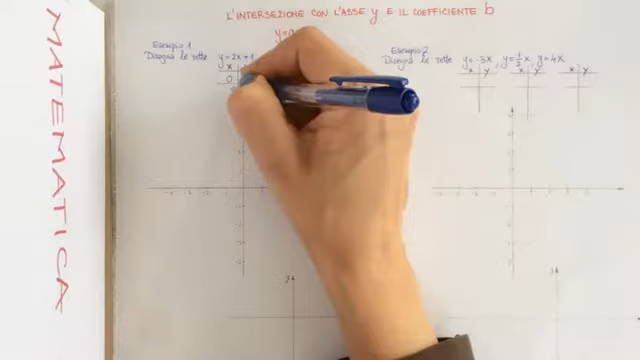 MATEMATICA
L'INTERSEZIONE CON L'ASSE y E IL COEFFICIENTE b
Esempio 1
Disegna le rette y=2x+1
x
0
Esempio 2
Disegna le rette y=-3x, y=1/3x, y=4x
x y x y x y
y
y